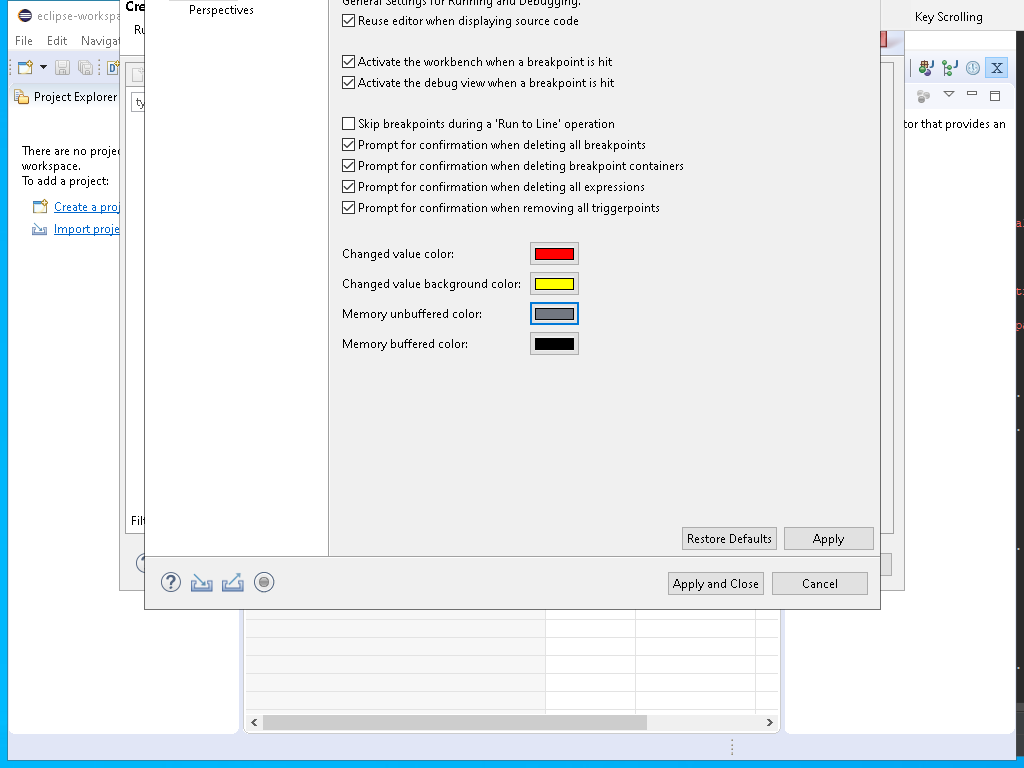 Perspectives
General Settings for Running and Debugging.
Key Scrolling
eclipse-workspa
Cre
Reuse editor when displaying source code
File Edit Navigat
Ru
Activate the workbench when a breakpoint is hit
Activate the debug view when a breakpoint is hit
Project Explorer
ty
Skip breakpoints during a 'Run to Line' operation
tor that provides an
Prompt for confirmation when deleting all breakpoints
There are no projec
workspace.
Prompt for confirmation when deleting breakpoint containers
To add a project:
Prompt for confirmation when deleting all expressions
Create a proj
Prompt for confirmation when removing all triggerpoints
Import proje
Changed value color:
Changed value background color:
Memory unbuffered color:
Memory buffered color:
Filt
Restore Defaults Apply
Apply and Close Cancel